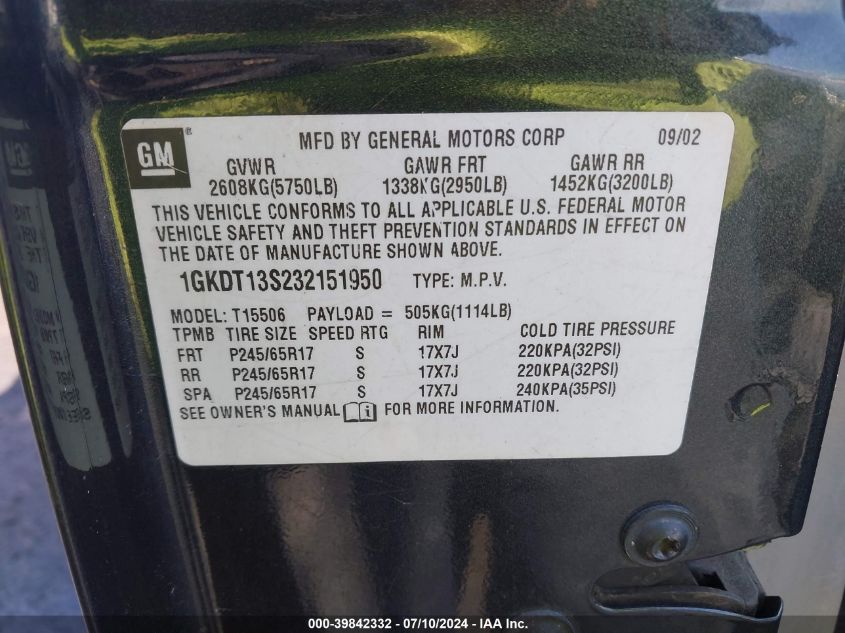 GM®
MFD BY GENERAL MOTORS CORP 09/02
GVWR GAWR FRT GAWR RR
2608KG(5750LB) 1338KG(2950LB) 1452KG(3200LB)
THIS VEHICLE CONFORMS TO ALL APPLICABLE U.S. FEDERAL MOTOR
VEHICLE SAFETY AND THEFT PREVENTION STANDARDS IN EFFECT ON
THE DATE OF MANUFACTURE SHOWN ABOVE.
1GKDT13S232151950 TYPE: M.P.V.
MODEL: T15506 PAYLOAD = 505KG(1114LB)
TPMB TIRE SIZE SPEED RTG RIM COLD TIRE PRESSURE
FRT P245/65R17 S 17X7J 220KPA(32PSI)
RR P245/65R17 S 17X7J 220KPA(32PSI)
SPA P245/65R17 S 17X7J 240KPA(35PSI)
SEE OWNER'S MANUAL i FOR MORE INFORMATION.
000-39842332 / 07/10/2024 - IAA Inc.